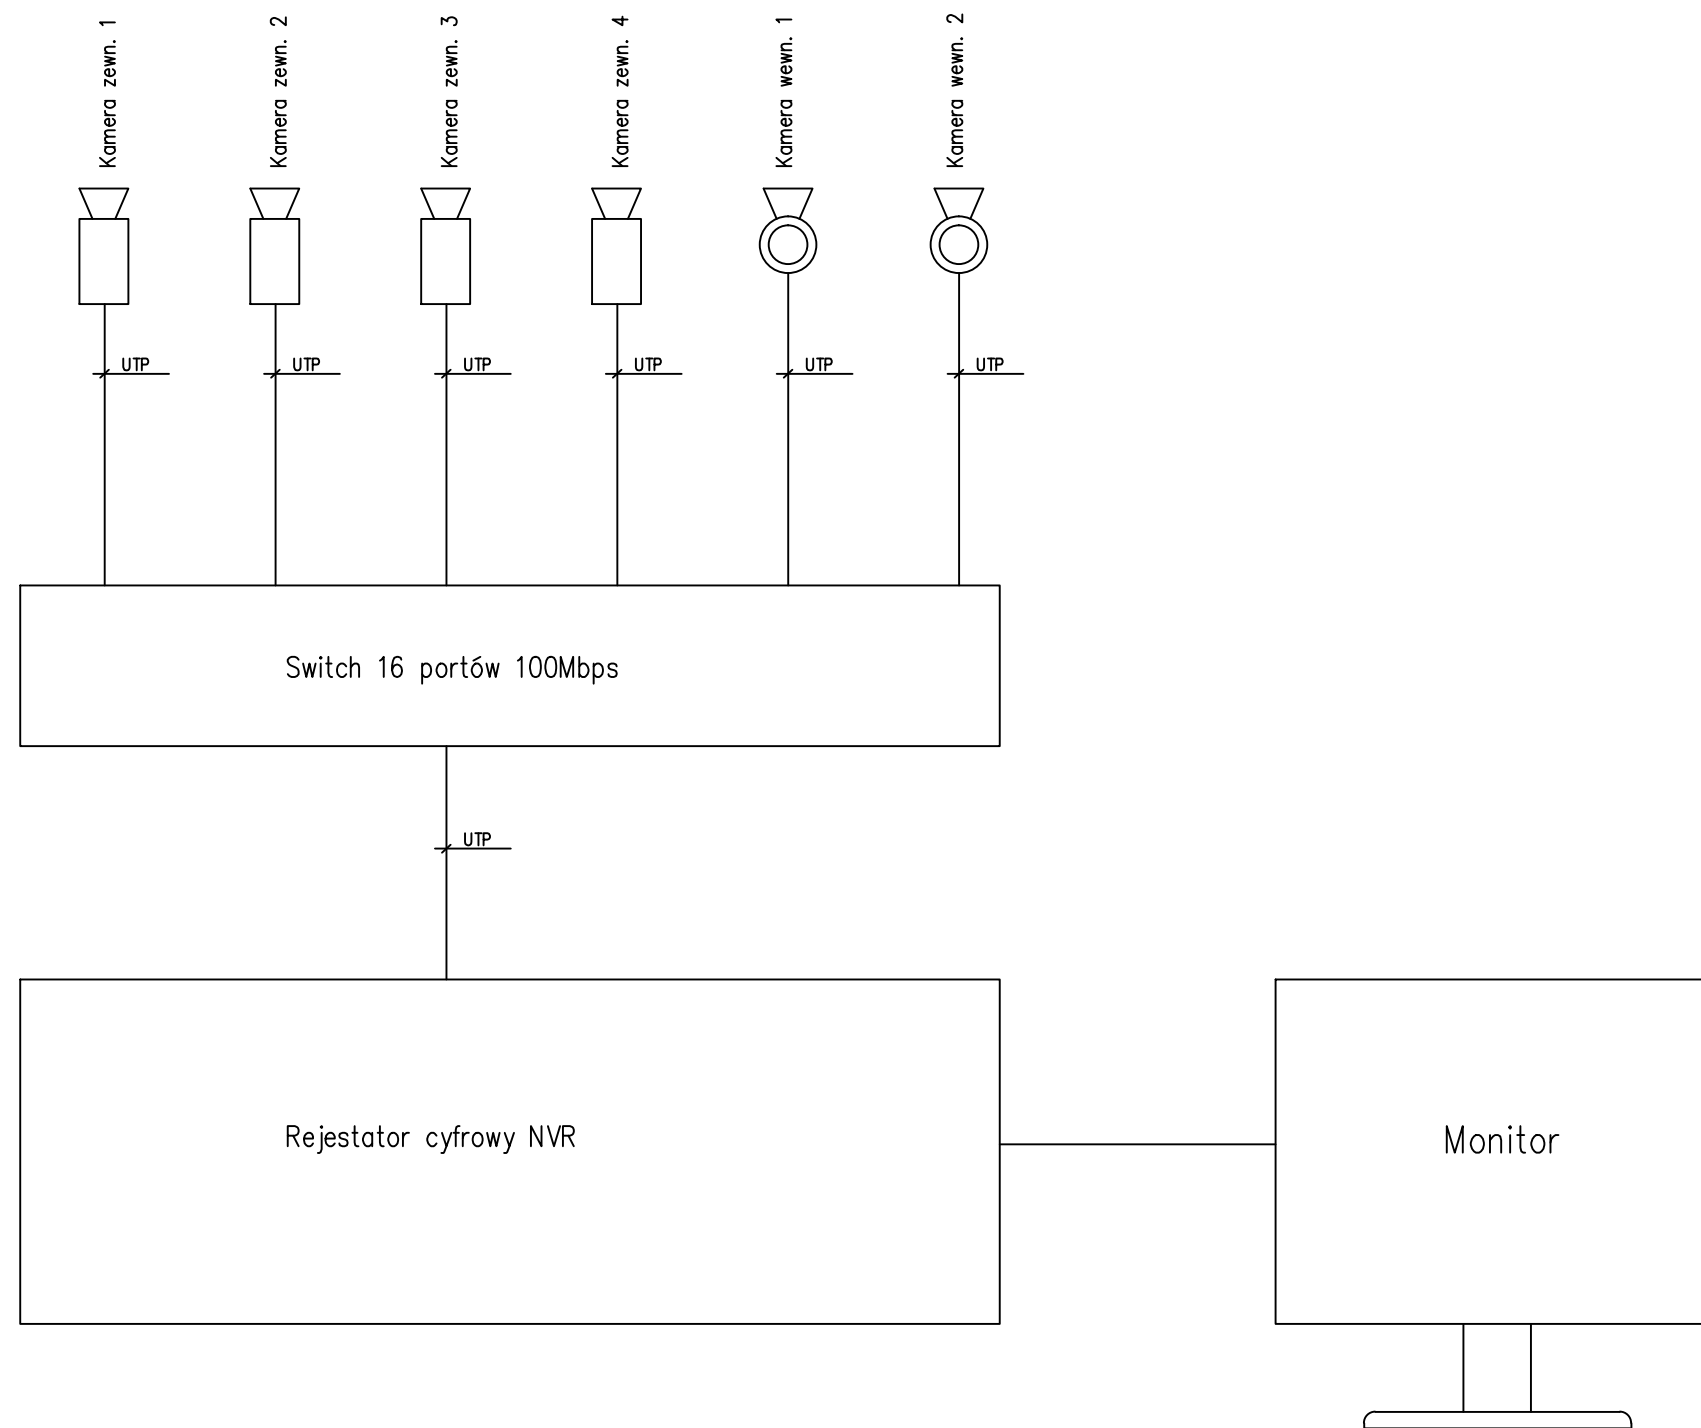 Kamera zewn. 1
Kamera zewn. 2
Kamera zewn. 3
Kamera zewn. 4
Kamera wewn. 1
Kamera wewn. 2
UTP
UTP
UTP
UTP
UTP
UTP
Switch 16 portów 100Mbps
UTP
Rejestator cyfrowy NVR
Monitor